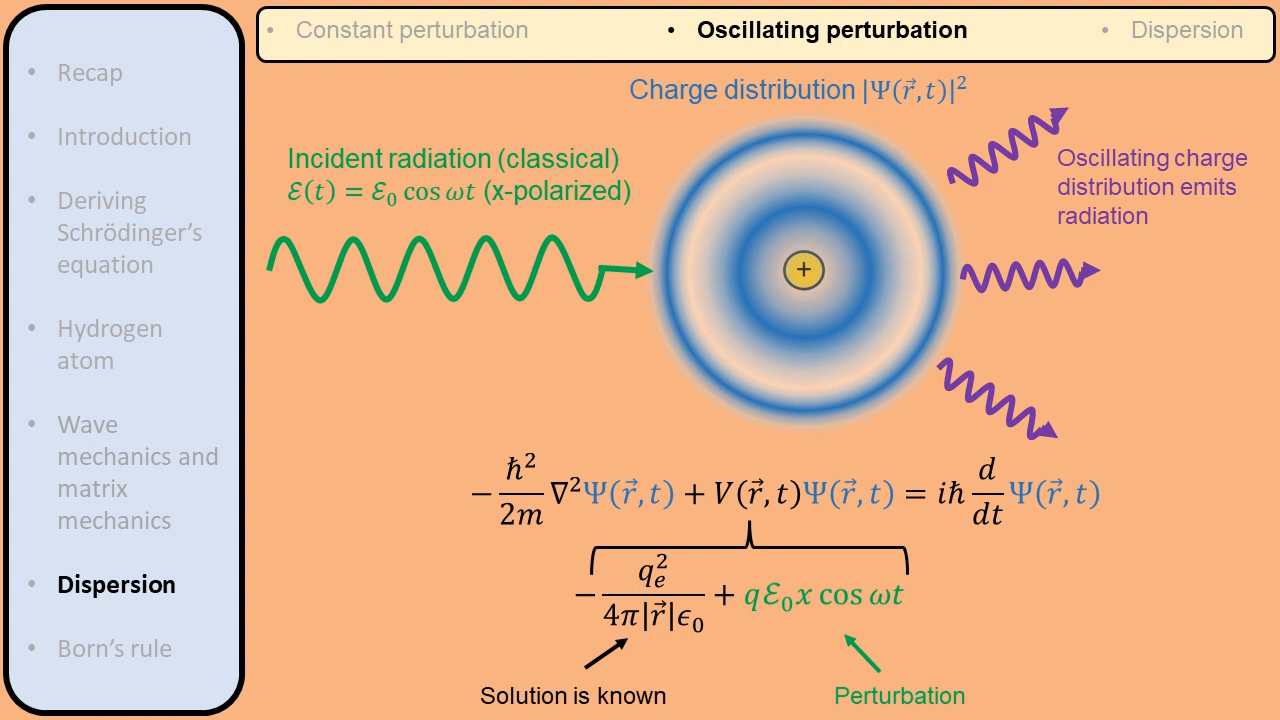 • Constant perturbation • Oscillating perturbation • Dispersion
• Recap
• Introduction
• Deriving
Schrödinger’s
equation
• Hydrogen
atom
• Wave
mechanics and
matrix
mechanics
• Dispersion
• Born’s rule
Charge distribution |Ψ(r⃗, t)|²
Incident radiation (classical)
ℰ(t) = ℰ₀ cos ωt (x-polarized)
Oscillating charge
distribution emits
radiation
+
−ħ²/2m ∇²Ψ(r⃗, t) + V(r⃗, t)Ψ(r⃗, t) = iħ d/dt Ψ(r⃗, t)
−qₑ²/4π|r⃗|ϵ₀ + qℰ₀x cos ωt
Solution is known
Perturbation